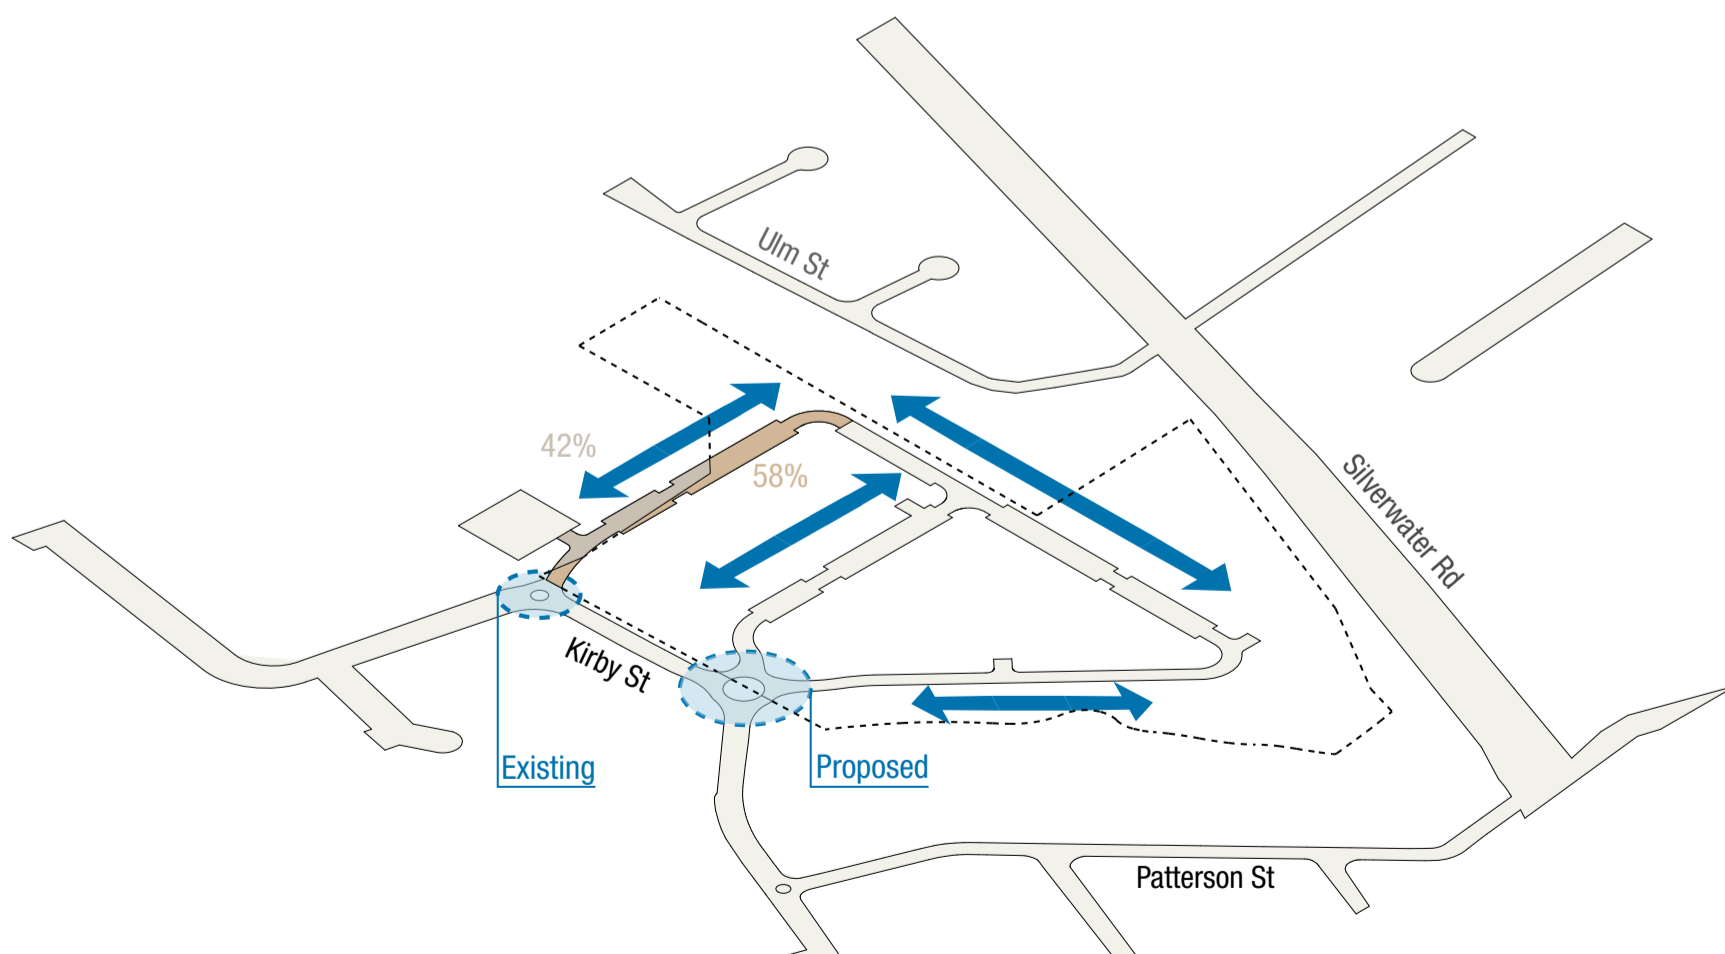 Ulm St
42%
58%
Silverwater Rd
Kirby St
Existing
Proposed
Patterson St